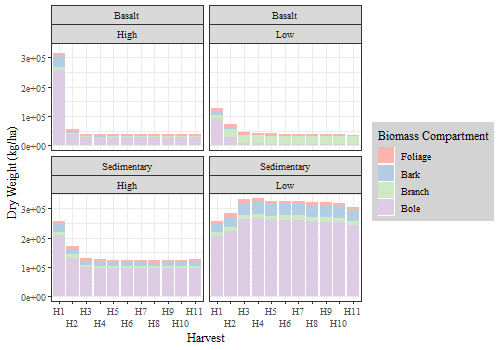 Basalt
Basalt
High
Low
3e+05
2e+05
1e+05
0e+00
Dry Weight (kg/ha)
Sedimentary
Sedimentary
High
Low
3e+05
2e+05
1e+05
0e+00
H1 H3 H5 H7 H9 H11 H1 H3 H5 H7 H9 H11
H2 H4 H6 H8 H10 H2 H4 H6 H8 H10
Harvest
Biomass Compartment
Foliage
Bark
Branch
Bole